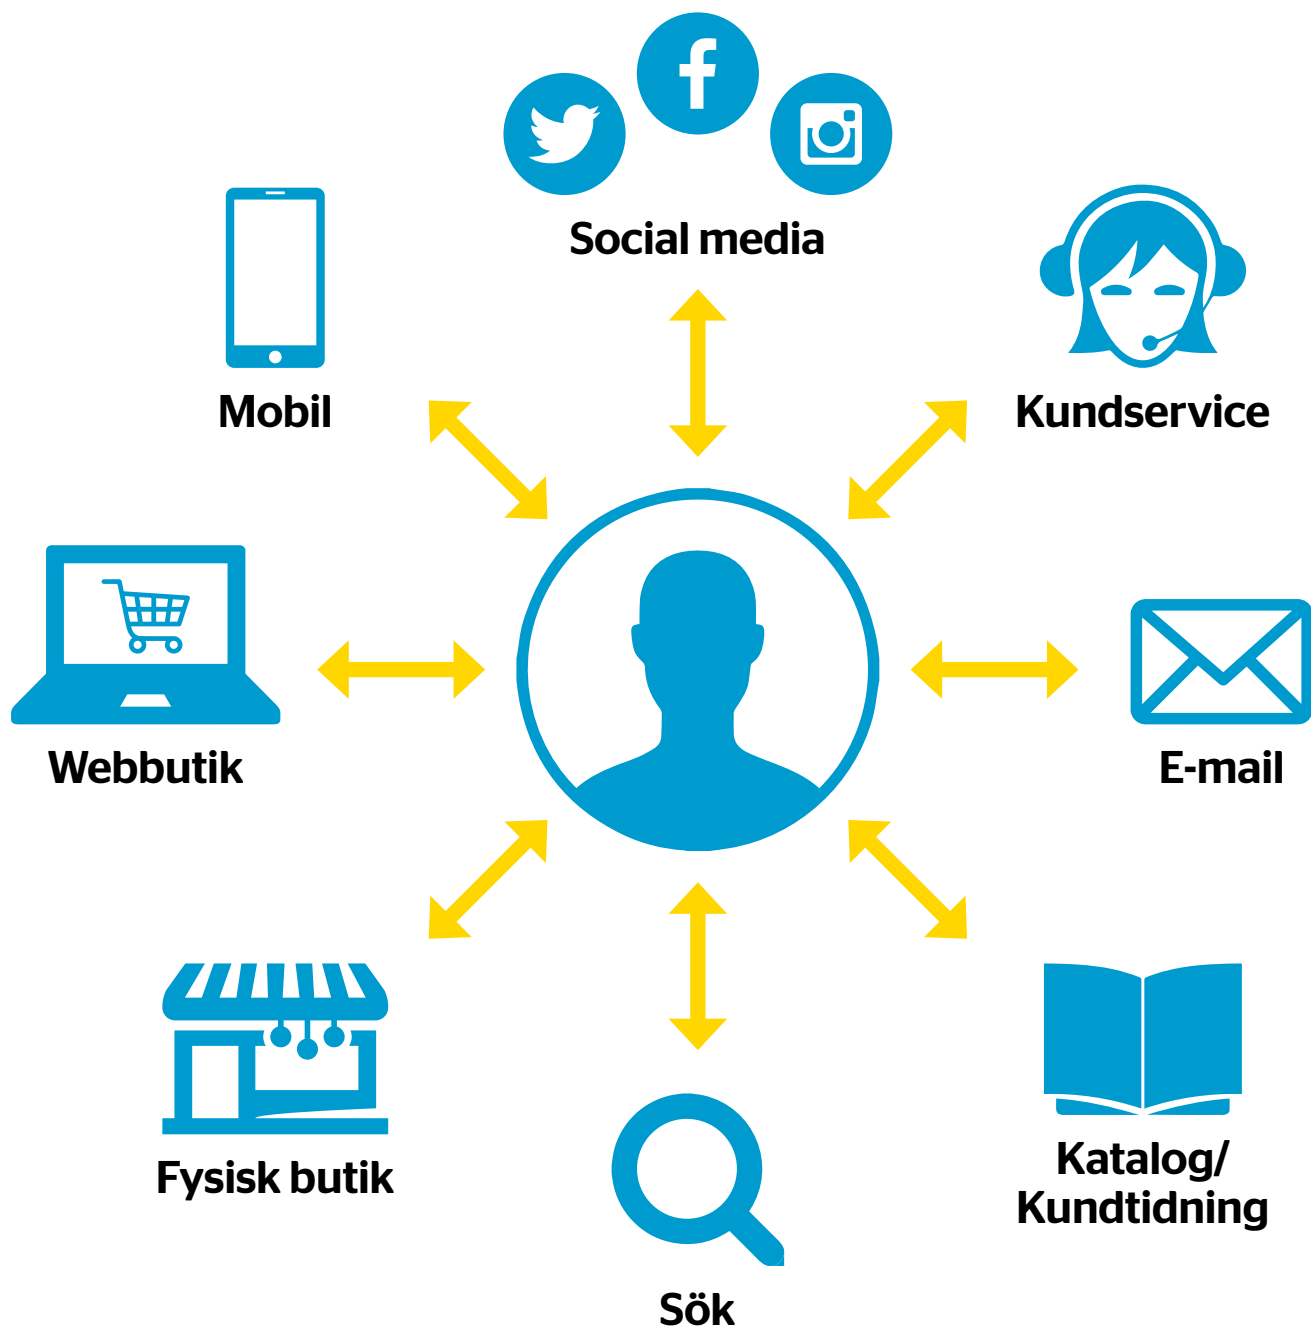 Social media
Mobil
Kundservice
Webbutik
E-mail
Fysisk butik
Katalog/
Kundtidning
Sök